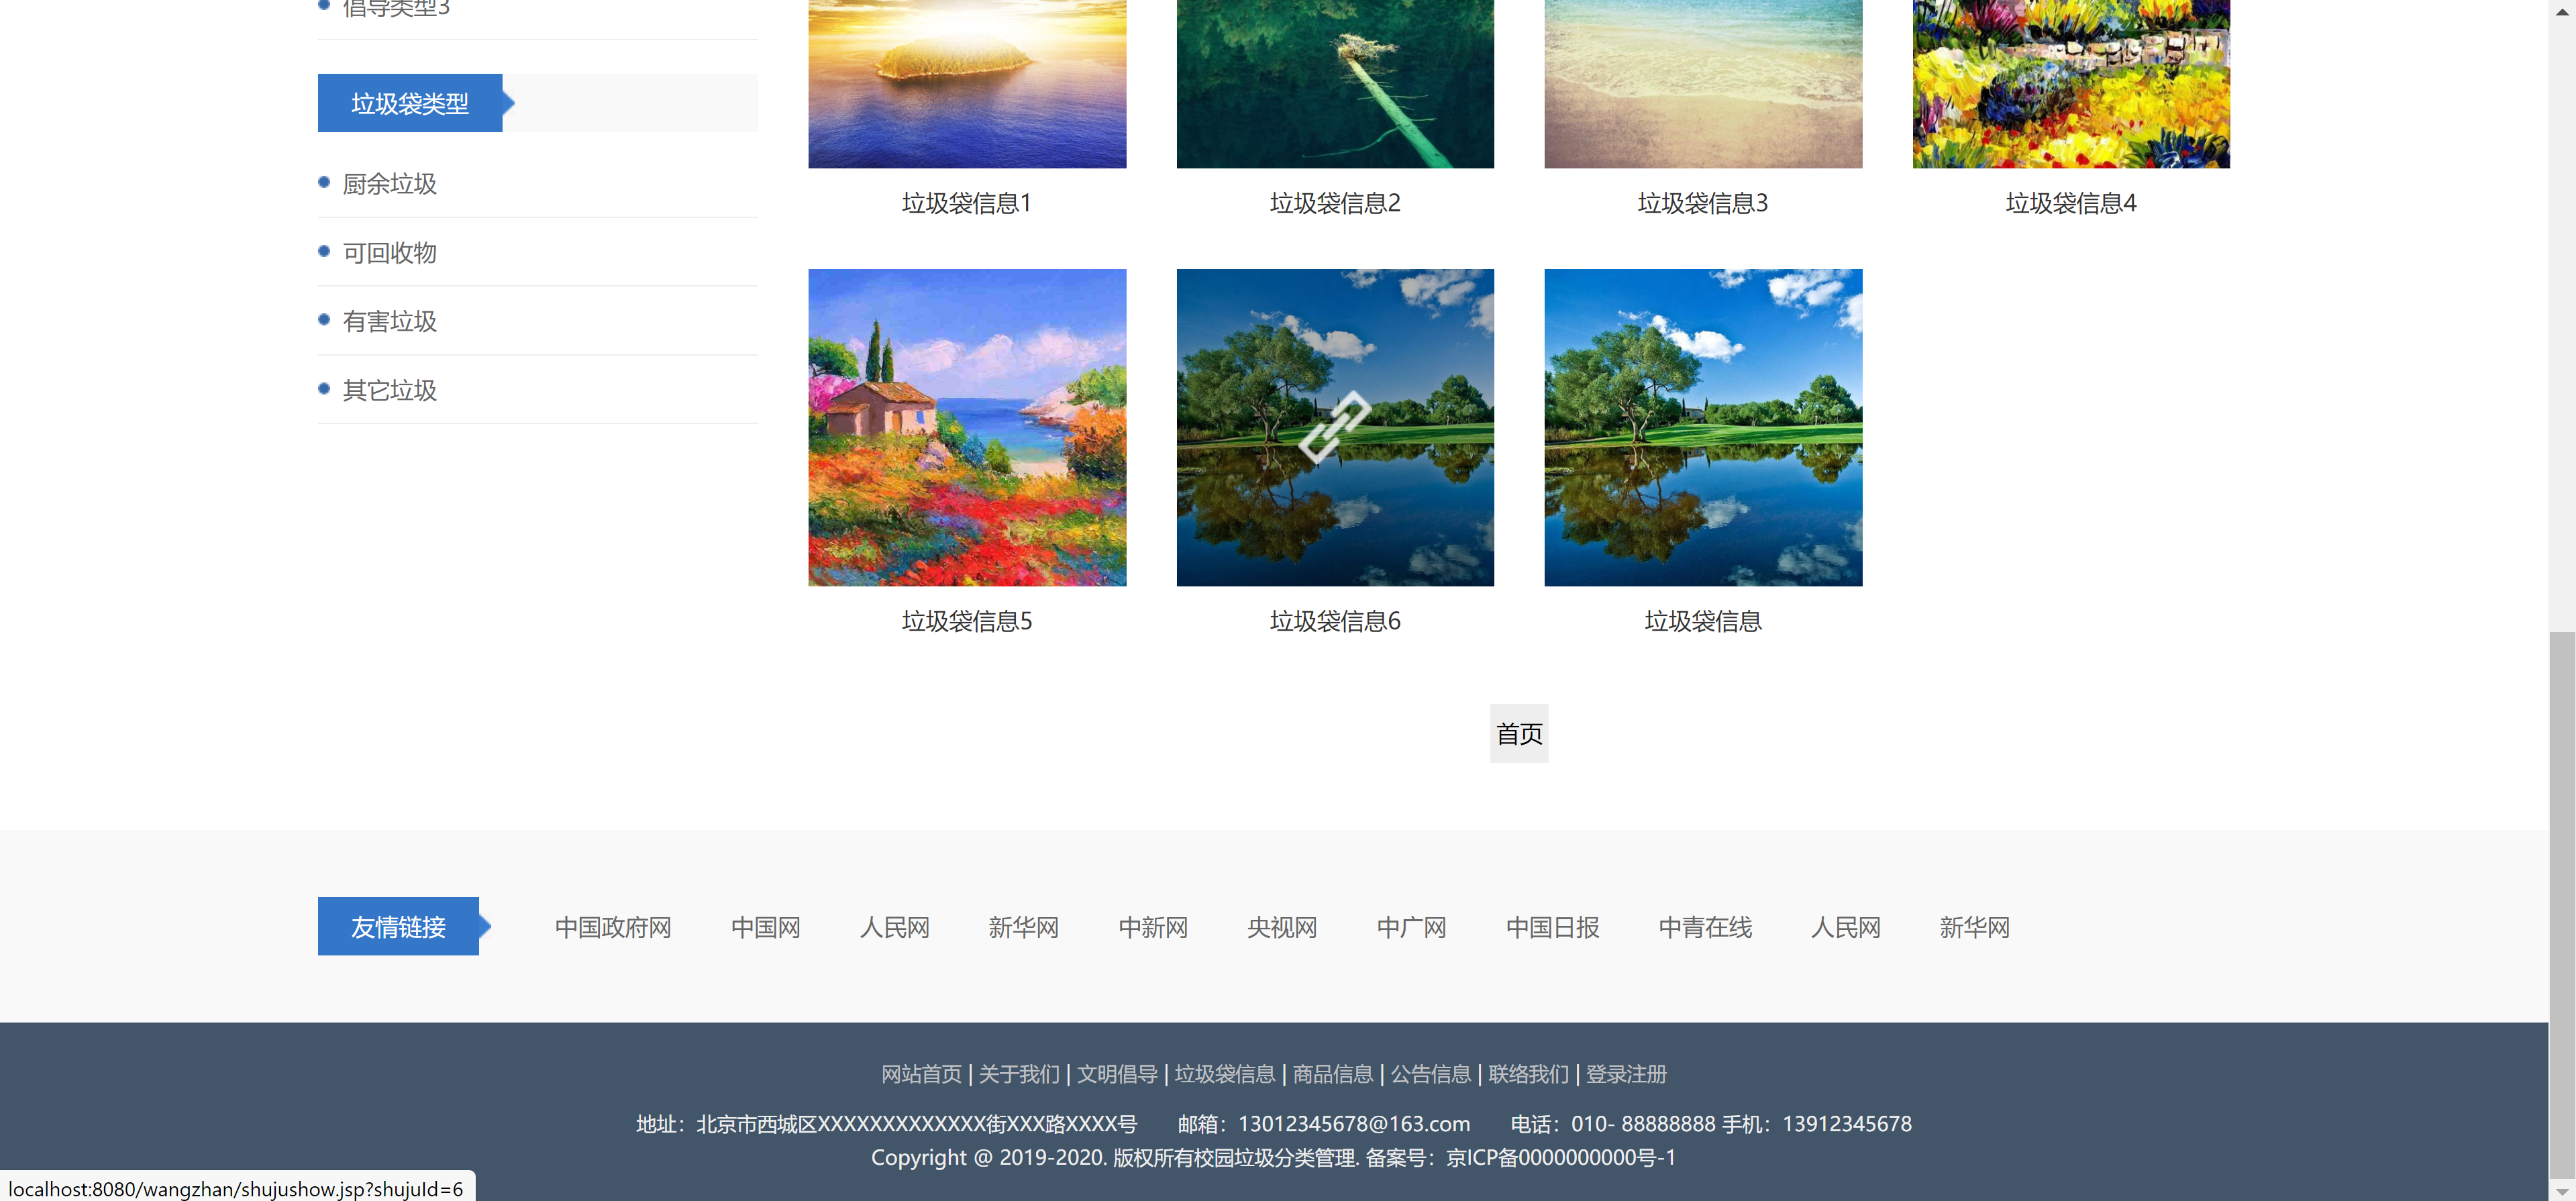 倡导类型3
垃圾袋类型
厨余垃圾
可回收物
有害垃圾
其它垃圾
垃圾袋信息1 垃圾袋信息2 垃圾袋信息3 垃圾袋信息4
垃圾袋信息5 垃圾袋信息6 垃圾袋信息
首页
友情链接 中国政府网 中国网 人民网 新华网 中新网 央视网 中广网 中国日报 中青在线 人民网 新华网
网站首页 | 关于我们 | 文明倡导 | 垃圾袋信息 | 商品信息 | 公告信息 | 联络我们 | 登录注册
地址：北京市西城区XXXXXXXXXXXXX街XXX路XXXX号 邮箱：13012345678@163.com 电话：010- 88888888 手机：13912345678
Copyright @ 2019-2020. 版权所有校园垃圾分类管理. 备案号：京ICP备0000000000号-1
localhost:8080/wangzhan/shujushow.jsp?shujuId=6